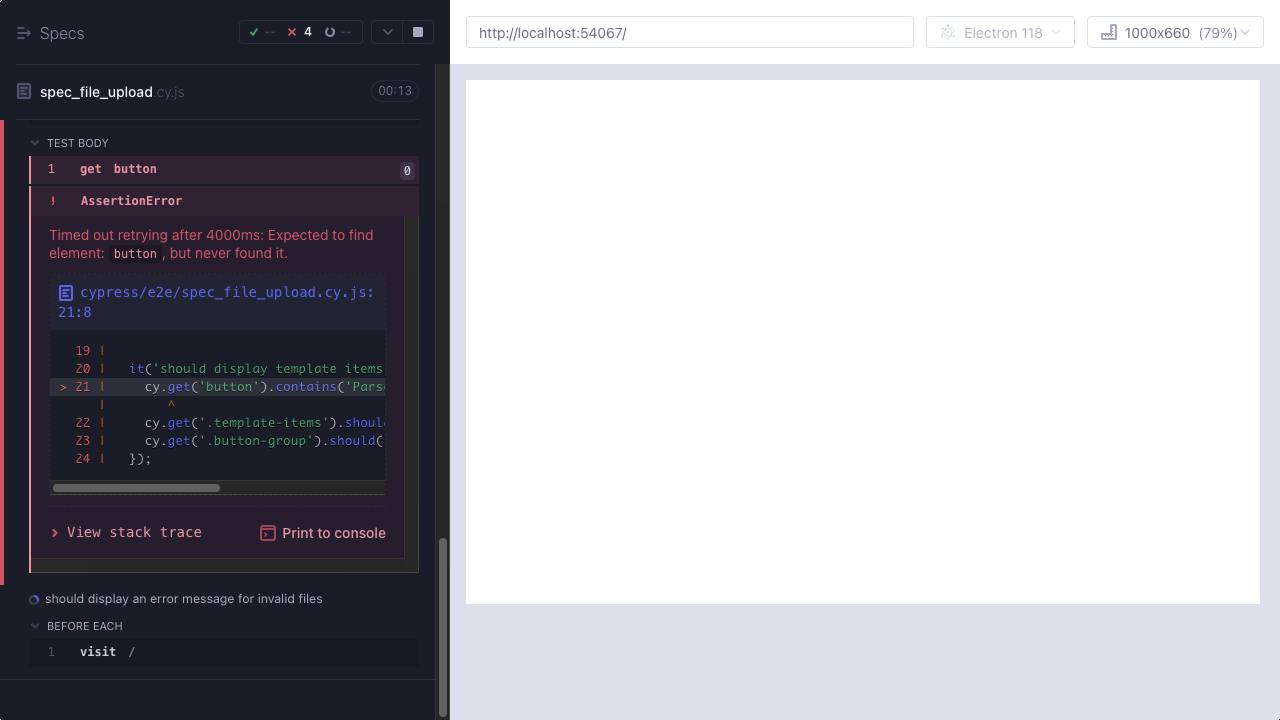 Specs
-- 4 --
http://localhost:54067/
Electron 118
1000x660 (79%)
spec_file_upload.cy.js
00:13
TEST BODY
1 get button 0
! AssertionError
Timed out retrying after 4000ms: Expected to find
element: button , but never found it.
cypress/e2e/spec_file_upload.cy.js:
21:8
19 |
20 | it('should display template items
> 21 | cy.get('button').contains('Pars
| ^
22 | cy.get('.template-items').shoul
23 | cy.get('.button-group').should(
24 | });
View stack trace
Print to console
should display an error message for invalid files
BEFORE EACH
1 visit /